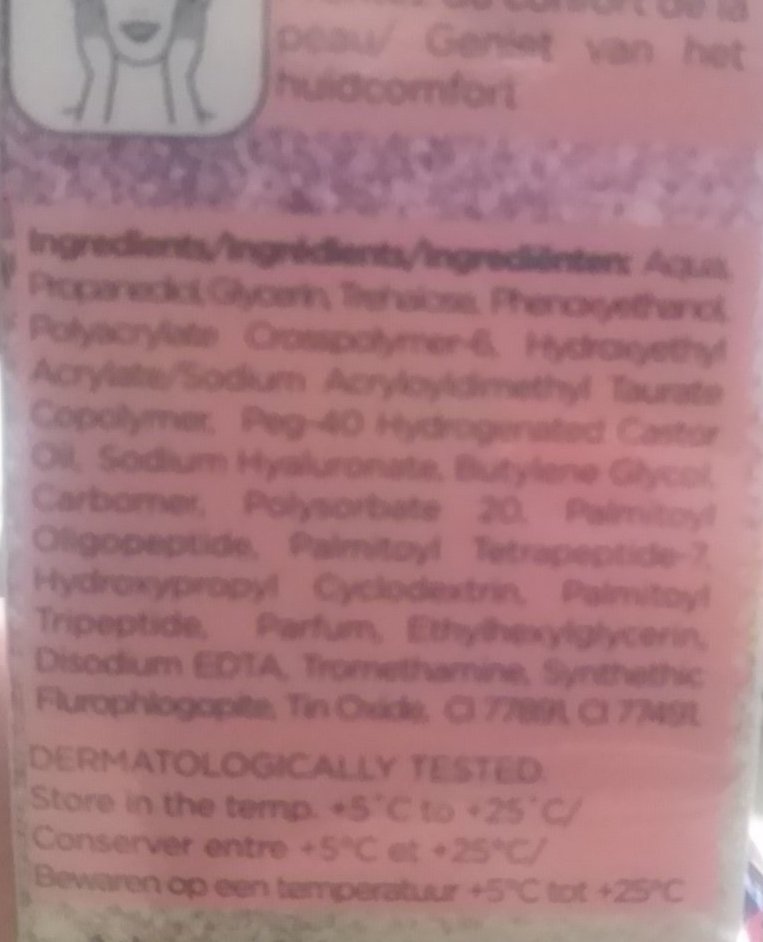 confort de la
peau/ Geniet van het
huidcomfort
Ingredients/Ingrédients/Ingrediënten: Aqua,
Propanediol, Glycerin, Trehalose, Phenoxyethanol,
Polyacrylate Crosspolymer-6, Hydroxyethyl
Acrylate/Sodium Acryloyldimethyl Taurate
Copolymer, Peg-40 Hydrogenated Castor
Oil, Sodium Hyaluronate, Butylene Glycol,
Carbomer, Polysorbate 20, Palmitoyl
Oligopeptide, Palmitoyl Tetrapeptide-7,
Hydroxypropyl Cyclodextrin, Palmitoyl
Tripeptide, Parfum, Ethylhexylglycerin,
Disodium EDTA, Tromethamine, Synthethic
Flurophlogopite, Tin Oxide, CI 77891, CI 77491.
DERMATOLOGICALLY TESTED.
Store in the temp. +5°C to +25°C/
Conserver entre +5°C et +25°C/
Bewaren op een temperatuur +5°C tot +25°C